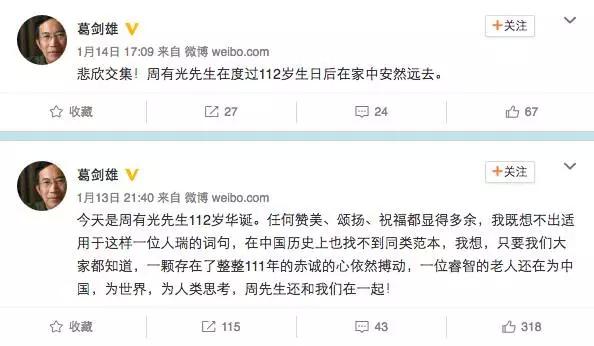 葛剑雄
+关注
1月14日 17:09 来自 微博 weibo.com
悲欣交集！周有光先生在度过112岁生日后在家中安然远去。
收藏 27 24 67
葛剑雄
+关注
1月13日 21:40 来自 微博 weibo.com
今天是周有光先生112岁华诞。任何赞美、颂扬、祝福都显得多余，我既想不出适
用于这样一位人瑞的词句，在中国历史上也找不到同类范本，我想，只要我们大
家都知道，一颗存在了整整111年的赤诚的心依然搏动，一位睿智的老人还在为中
国，为世界，为人类思考，周先生还和我们在一起！
收藏 115 43 318